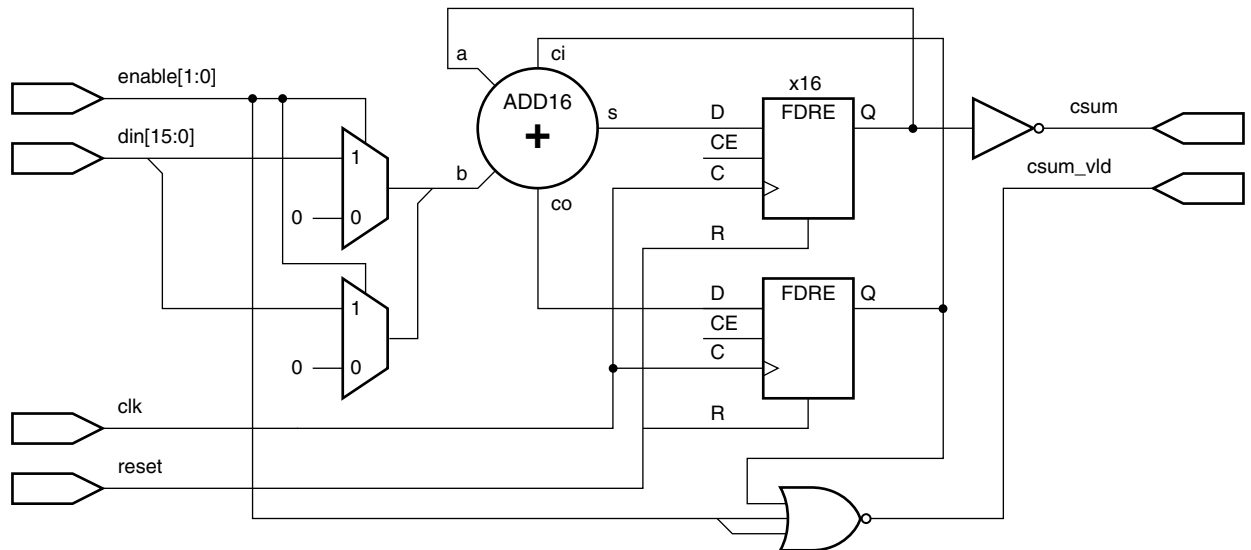 a
ci
x16
enable[1:0]
ADD16
FDRE
csum
+
s
D
Q
din[15:0]
CE
csum_vld
1
b
C
0
0
co
R
FDRE
D
Q
1
CE
C
0
0
clk
R
reset